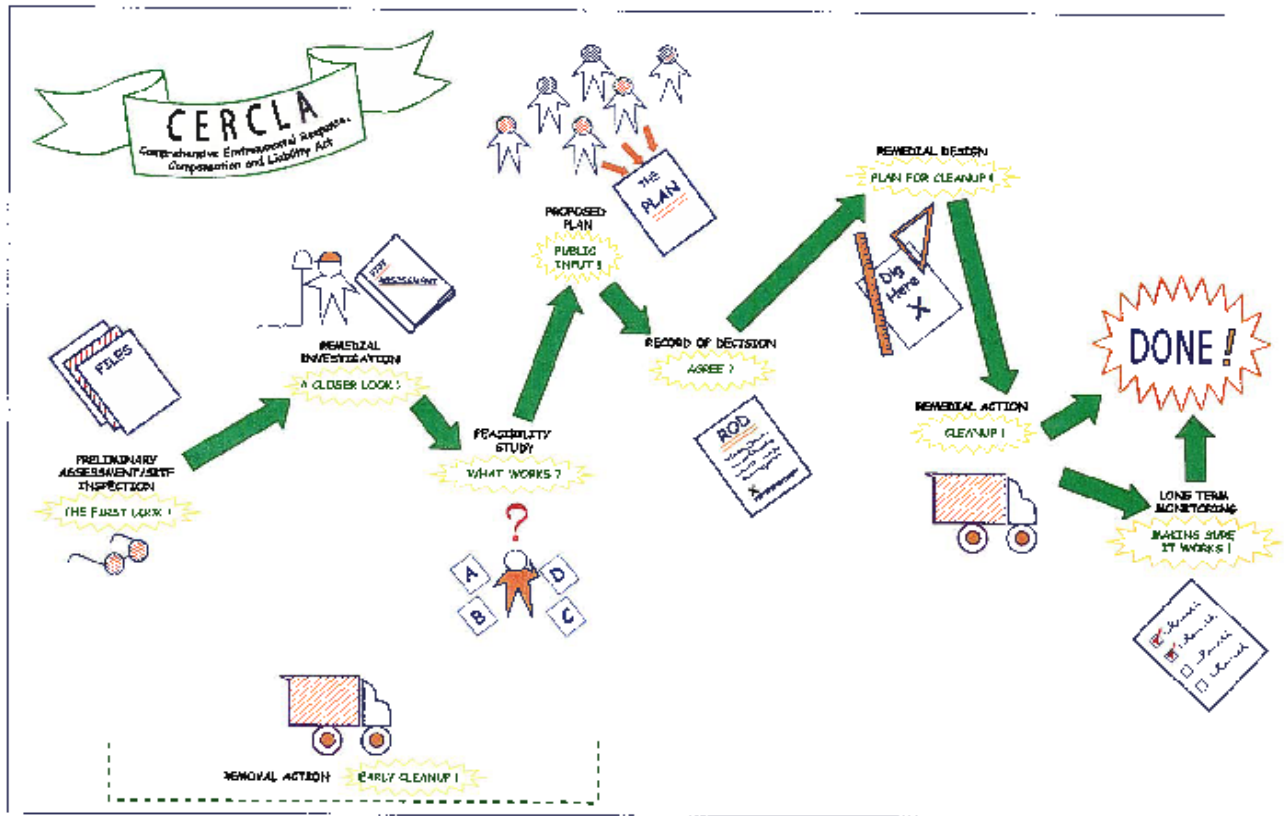 CERCLA
Comprehensive Environmental Response,
Compensation and Liability Act
THE
PLAN
REMEDIAL DESIGN
PLAN FOR CLEANUP!
PROPOSED
PLAN
PUBLIC
INPUT!
Dig
Here
X
SITE
ASSESSMENT
REMEDIAL
INVESTIGATION
A CLOSER LOOK!
FILES
RECORD OF DECISION
AGREE?
DONE!
ROD
X
REMEDIAL ACTION
CLEANUP!
FEASIBILITY
STUDY
WHAT WORKS?
PRELIMINARY
ASSESSMENT/SITE
INSPECTION
THE FIRST LOOK!
?
A
D
B
C
LONG TERM
MONITORING
MAKING SURE
IT WORKS!
REMOVAL ACTION
EARLY CLEANUP!